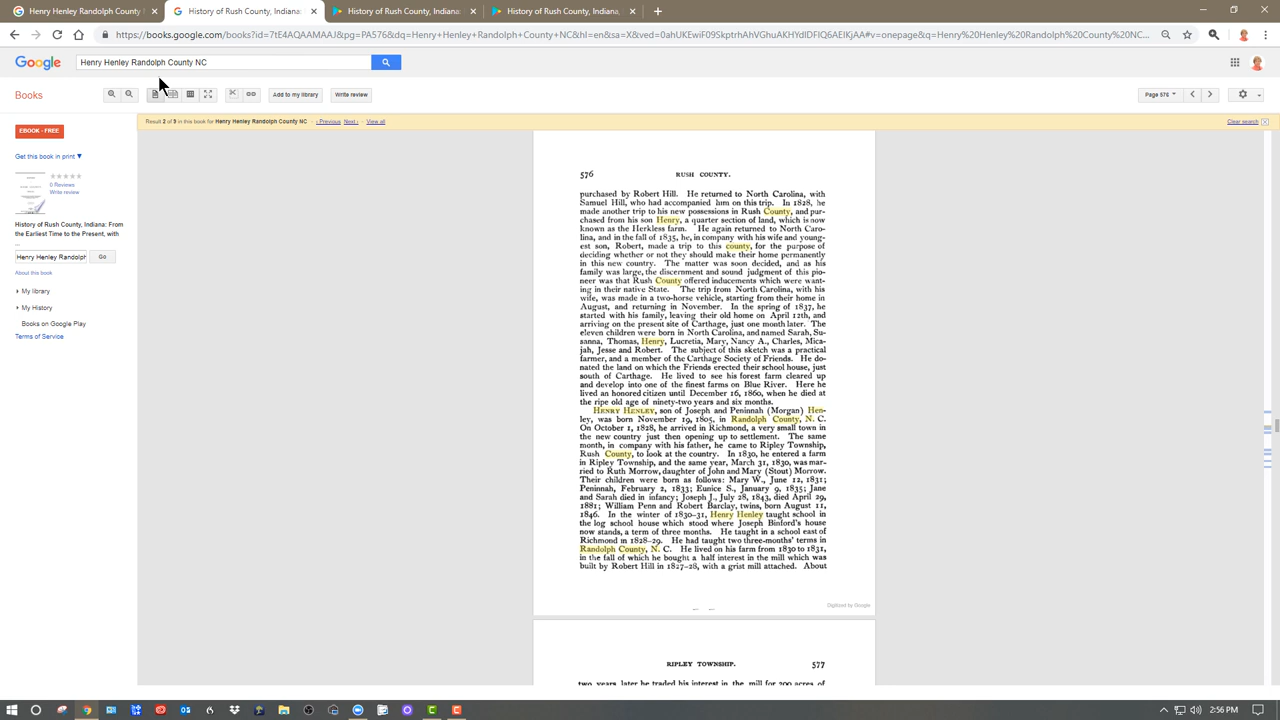 History of Rush County, Indiana:
History of Rush County, Indiana:
History of Randolph County, N
https://books.google.com/books?id=7tE4AQAAMAAJ&pg=PA576&dq=Henry+Henley+Randolph+County+NC&hl=en&sa=X&ved=0ahUKEwiF09SkptrhAhVGhuAKHYdIDFIQ6AEIKjAA#v=onepage&q=Henry%20Henley%20Randolph%20County%20NC...
Google
Henry Henley Randolph County NC
Books
Add to my library
Write review
Page 576
Result 2 of 9 in this book for Henry Henley Randolph County NC - ‹ Previous Next › - View all
Clear search
EBOOK - FREE
Get this book in print ▼
0 Reviews
Write review
History of Rush County, Indiana: From
the Earliest Time to the Present, with
...
Henry Henley Randolph
Go
About this book
My library
My History
Books on Google Play
Terms of Service
576 RUSH COUNTY.
purchased by Robert Hill. He returned to North Carolina, with
Samuel Hill, who had accompanied him on this trip. In 1828, he
made another trip to his new possessions in Rush County, and pur-
chased from his son Henry, a quarter section of land, which is now
known as the Herkless farm. He again returned to North Caro-
lina, and in the fall of 1835, he, in company with his wife and young-
est son, Robert, made a trip to this county, for the purpose of
deciding whether or not they should make their home permanently
in this new country. The matter was soon decided, and as his
family was large, the discernment and sound judgment of this pio-
neer was that Rush County offered inducements which were want-
ing in their native State. The trip from North Carolina, with his
wife, was made in a two-horse vehicle, starting from their home in
August, and returning in November. In the spring of 1837, he
started with his family, leaving their old home on April 12th, and
arriving on the present site of Carthage, just one month later. The
eleven children were born in North Carolina, and named Sarah, Su-
sanna, Thomas, Henry, Lucretia, Mary, Nancy A., Charles, Mica-
jah, Jesse and Robert. The subject of this sketch was a practical
farmer, and a member of the Carthage Society of Friends. He do-
nated the land on which the Friends erected their school house, just
south of Carthage. He lived to see his forest farm cleared up
and develop into one of the finest farms on Blue River. Here he
lived an honored citizen until December 16, 1860, when he died at
the ripe old age of ninety-two years and six months.
HENRY HENLEY, son of Joseph and Peninnah (Morgan) Hen-
ley, was born November 19, 1805, in Randolph County, N. C.
On October 1, 1828, he arrived in Richmond, a very small town in
the new country just then opening up to settlement. The same
month, in company with his father, he came to Ripley Township,
Rush County, to look at the country. In 1830, he entered a farm
in Ripley Township, and the same year, March 31, 1830, was mar-
ried to Ruth Morrow, daughter of John and Mary (Stout) Morrow.
Their children were born as follows: Mary W., June 12, 1831;
Peninnah, February 2, 1833; Eunice S., January 9, 1835; Jane
and Sarah died in infancy; Joseph J., July 28, 1843, died April 29,
1881; William Penn and Robert Barclay, twins, born August 11,
1846. In the winter of 1830-31, Henry Henley taught school in
the log school house which stood where Joseph Binford's house
now stands, a term of three months. He taught in a school east of
Richmond in 1828-29. He had taught two three-months' terms in
Randolph County, N. C. He lived on his farm from 1830 to 1831,
in the fall of which he bought a half interest in the mill which was
built by Robert Hill in 1827-28, with a grist mill attached. About
Digitized by Google
RIPLEY TOWNSHIP. 577
two years later he traded his interest in the mill for 200 acres of
2:56 PM